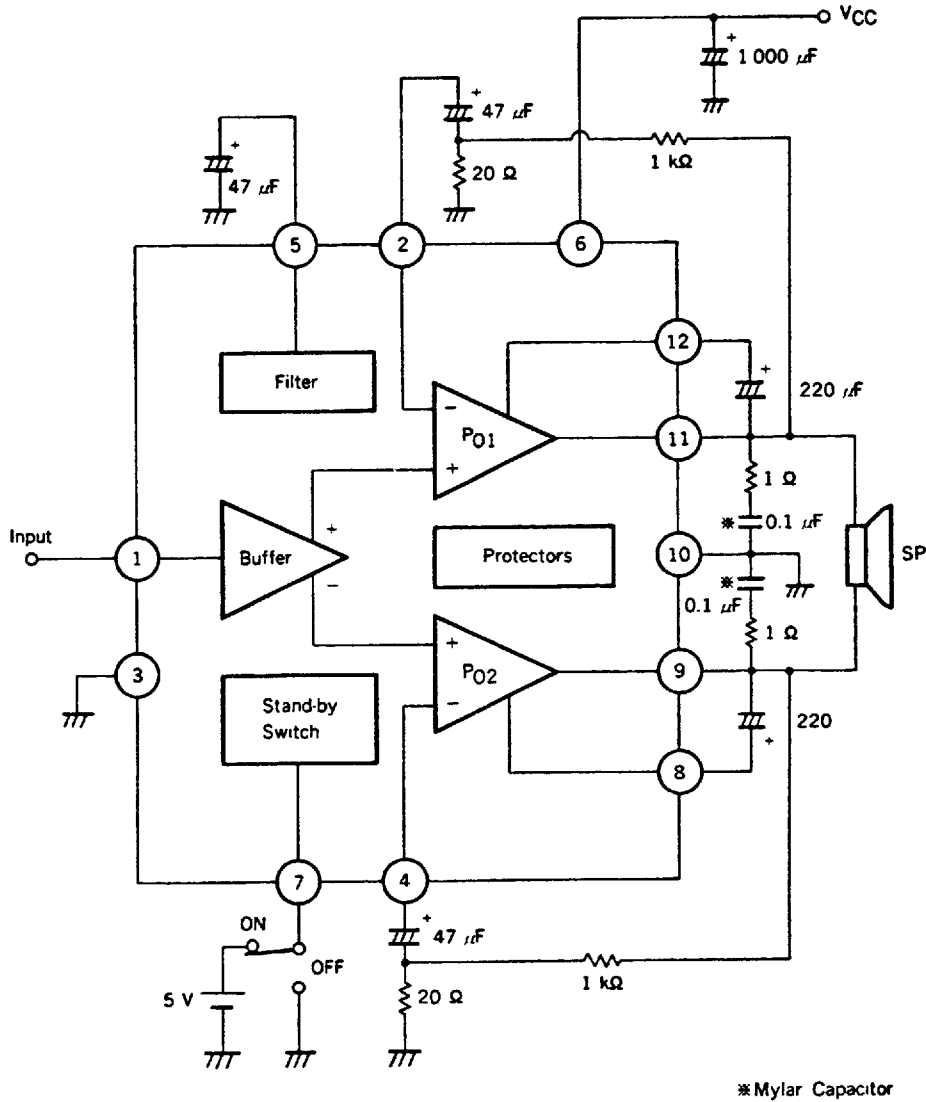 VCC
+
1 000 μF
+
47 μF
+
47 μF
20 Ω
1 kΩ
5
2
6
12
Filter
+
220 μF
−
PO1
11
+
1 Ω
Input
※ 0.1 μF
+
1
Buffer
Protectors
10
SP
−
※
0.1 μF
+
1 Ω
3
PO2
9
Stand-by
Switch
−
220
+
8
7
4
ON
+
47 μF
OFF
5 V
20 Ω
1 kΩ
※Mylar Capacitor